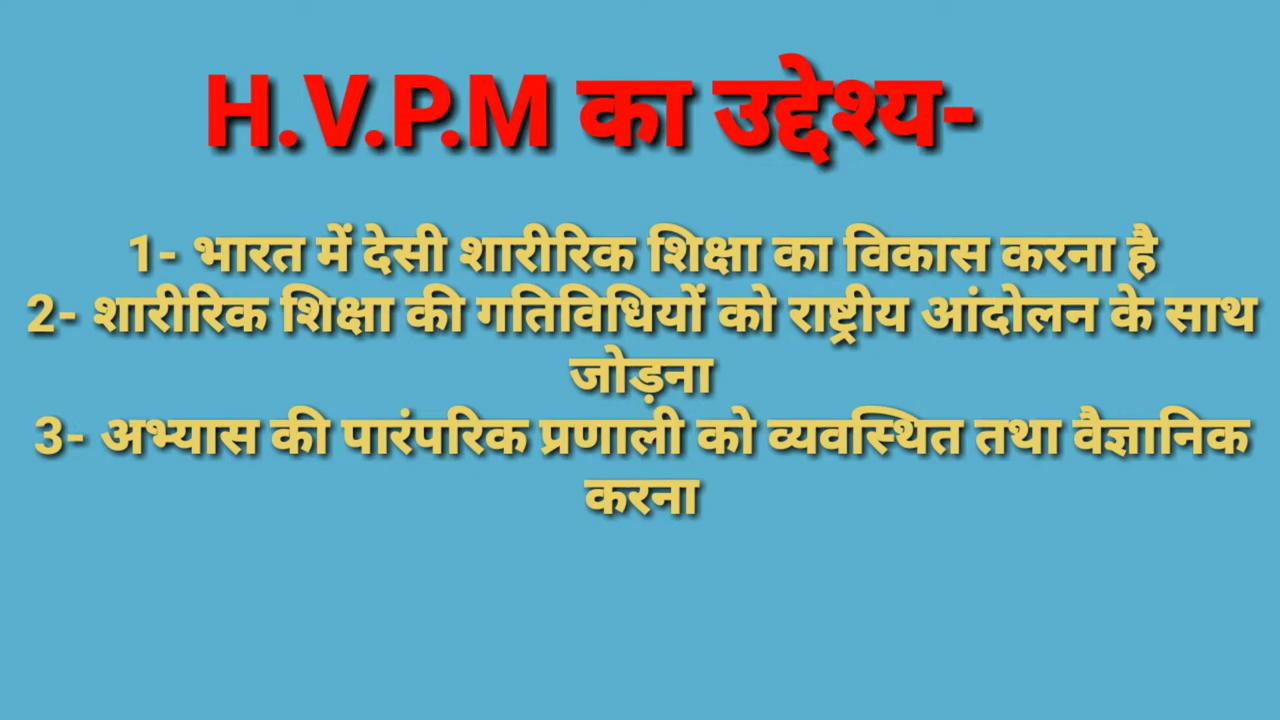 H.V.P.M का उद्देश्य-
1- भारत में देसी शारीरिक शिक्षा का विकास करना है
2- शारीरिक शिक्षा की गतिविधियों को राष्ट्रीय आंदोलन के साथ
जोड़ना
3- अभ्यास की पारंपरिक प्रणाली को व्यवस्थित तथा वैज्ञानिक
करना